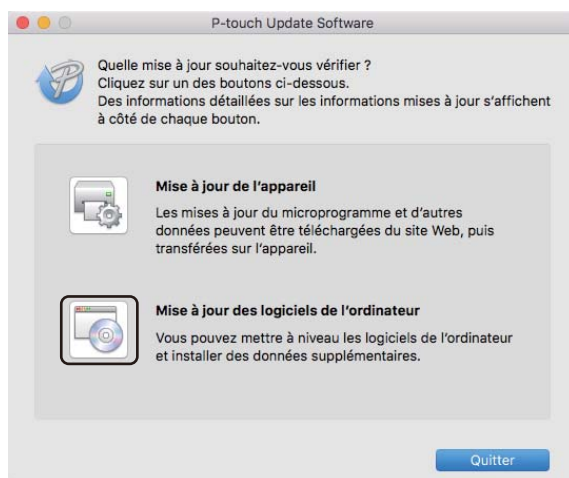 P-touch Update Software
Quelle mise à jour souhaitez-vous vérifier ?
Cliquez sur un des boutons ci-dessous.
Des informations détaillées sur les informations mises à jour s'affichent
à côté de chaque bouton.
Mise à jour de l'appareil
Les mises à jour du microprogramme et d'autres
données peuvent être téléchargées du site Web, puis
transférées sur l'appareil.
Mise à jour des logiciels de l'ordinateur
Vous pouvez mettre à niveau les logiciels de l'ordinateur
et installer des données supplémentaires.
Quitter